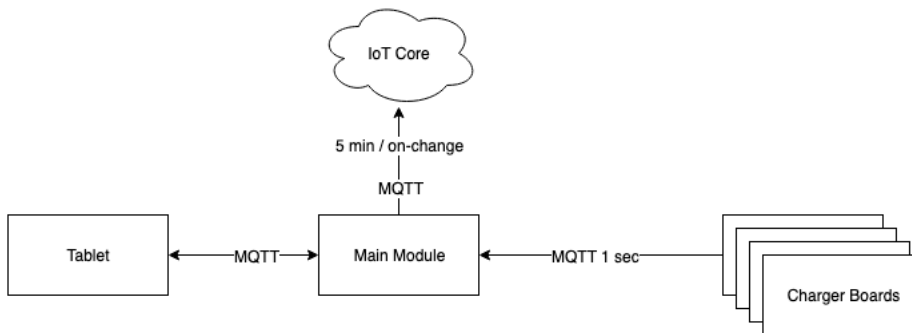 IoT Core
5 min / on-change
MQTT
Tablet
MQTT
Main Module
MQTT 1 sec
Charger Boards